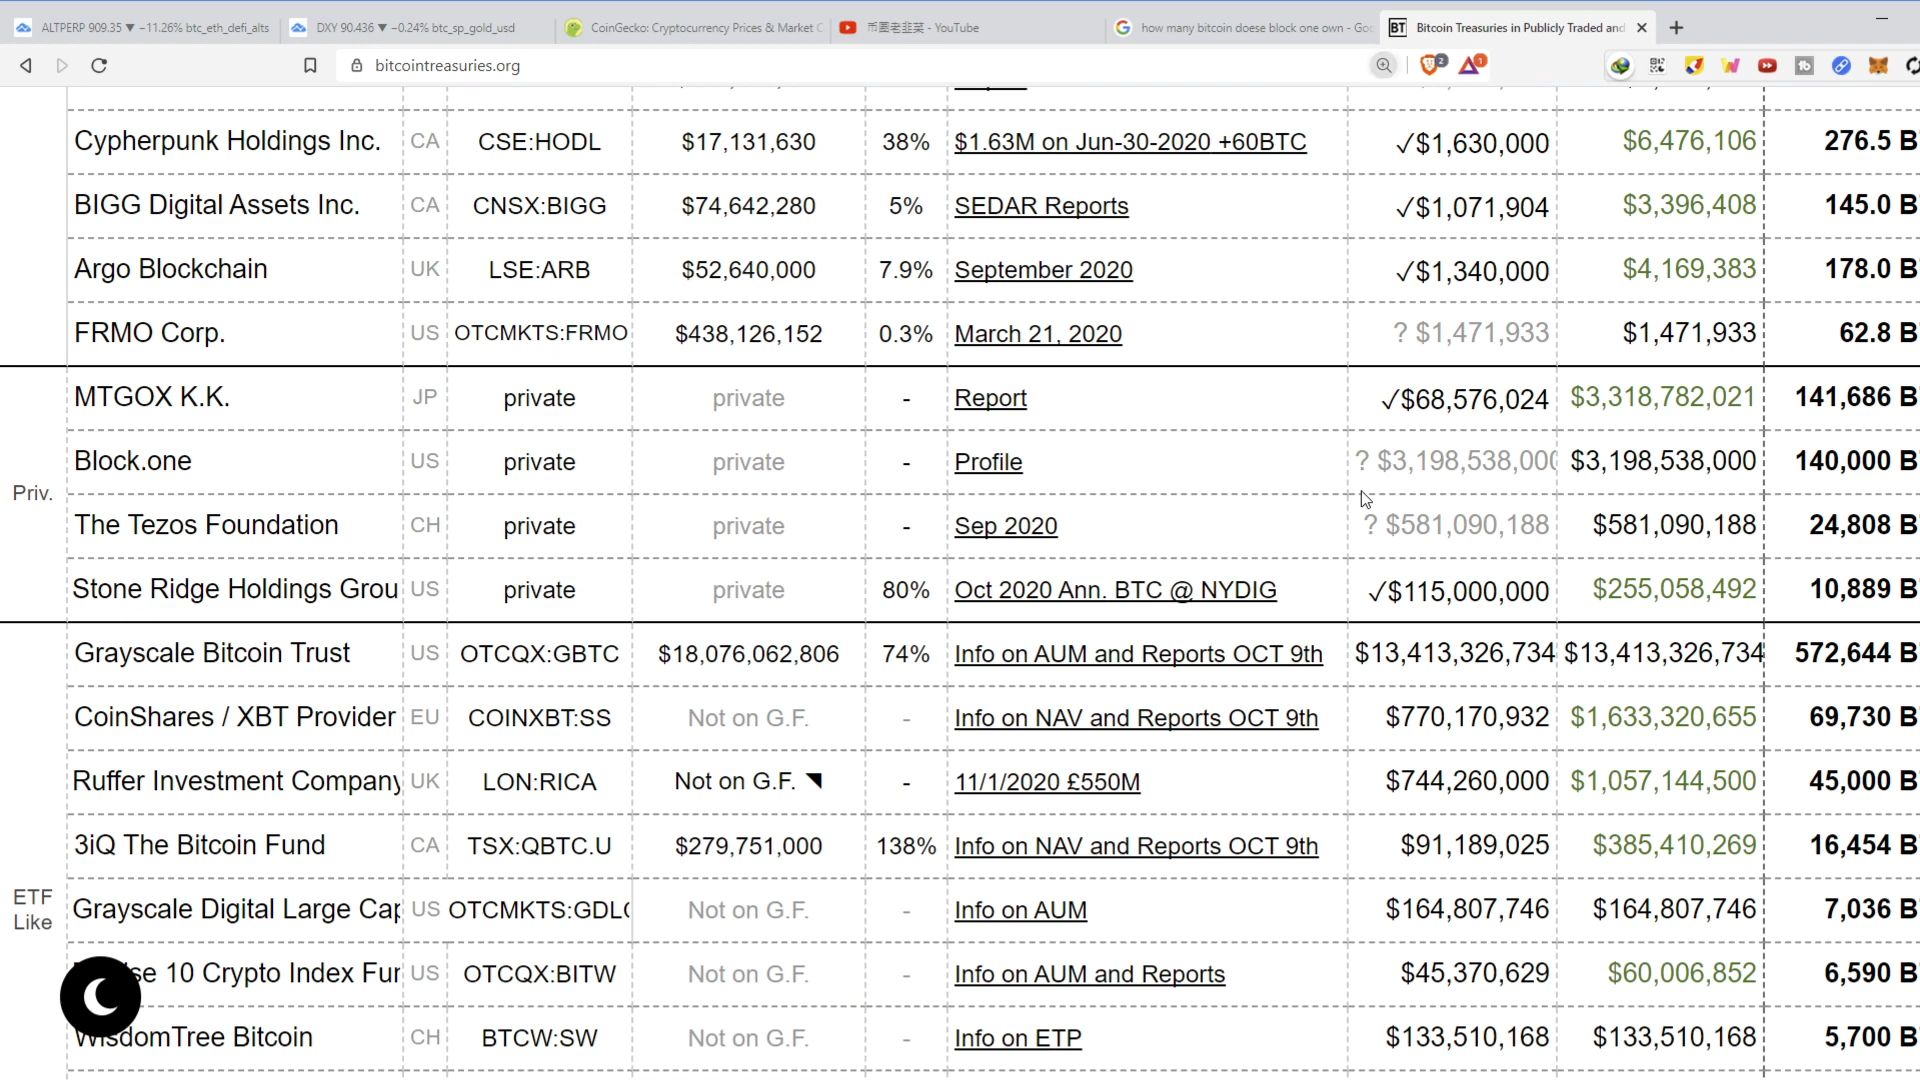 ALTPERP 909.35 ▼ −11.26% btc_eth_defi_alts
DXY 90.436 ▼ −0.24% btc_sp_gold_usd
CoinGecko: Cryptocurrency Prices & Market C
币圈老韭菜 - YouTube
how many bitcoin doese block one own - Goo
BT Bitcoin Treasuries in Publicly Traded and
bitcointreasuries.org
2
1
Cypherpunk Holdings Inc. CA CSE:HODL $17,131,630 38% $1.63M on Jun-30-2020 +60BTC ✓$1,630,000 $6,476,106 276.5 B
BIGG Digital Assets Inc. CA CNSX:BIGG $74,642,280 5% SEDAR Reports ✓$1,071,904 $3,396,408 145.0 B
Argo Blockchain UK LSE:ARB $52,640,000 7.9% September 2020 ✓$1,340,000 $4,169,383 178.0 B
FRMO Corp. US OTCMKTS:FRMO $438,126,152 0.3% March 21, 2020 ? $1,471,933 $1,471,933 62.8 B
MTGOX K.K. JP private private - Report ✓$68,576,024 $3,318,782,021 141,686 B
Block.one US private private - Profile ? $3,198,538,000 $3,198,538,000 140,000 B
Priv.
The Tezos Foundation CH private private - Sep 2020 ? $581,090,188 $581,090,188 24,808 B
Stone Ridge Holdings Grou US private private 80% Oct 2020 Ann. BTC @ NYDIG ✓$115,000,000 $255,058,492 10,889 B
Grayscale Bitcoin Trust US OTCQX:GBTC $18,076,062,806 74% Info on AUM and Reports OCT 9th $13,413,326,734 $13,413,326,734 572,644 B
CoinShares / XBT Provider EU COINXBT:SS Not on G.F. - Info on NAV and Reports OCT 9th $770,170,932 $1,633,320,655 69,730 B
Ruffer Investment Company UK LON:RICA Not on G.F. - 11/1/2020 £550M $744,260,000 $1,057,144,500 45,000 B
3iQ The Bitcoin Fund CA TSX:QBTC.U $279,751,000 138% Info on NAV and Reports OCT 9th $91,189,025 $385,410,269 16,454 B
ETF
Like
Grayscale Digital Large Cap US OTCMKTS:GDLC Not on G.F. - Info on AUM $164,807,746 $164,807,746 7,036 B
se 10 Crypto Index Fun US OTCQX:BITW Not on G.F. - Info on AUM and Reports $45,370,629 $60,006,852 6,590 B
WisdomTree Bitcoin CH BTCW:SW Not on G.F. - Info on ETP $133,510,168 $133,510,168 5,700 B